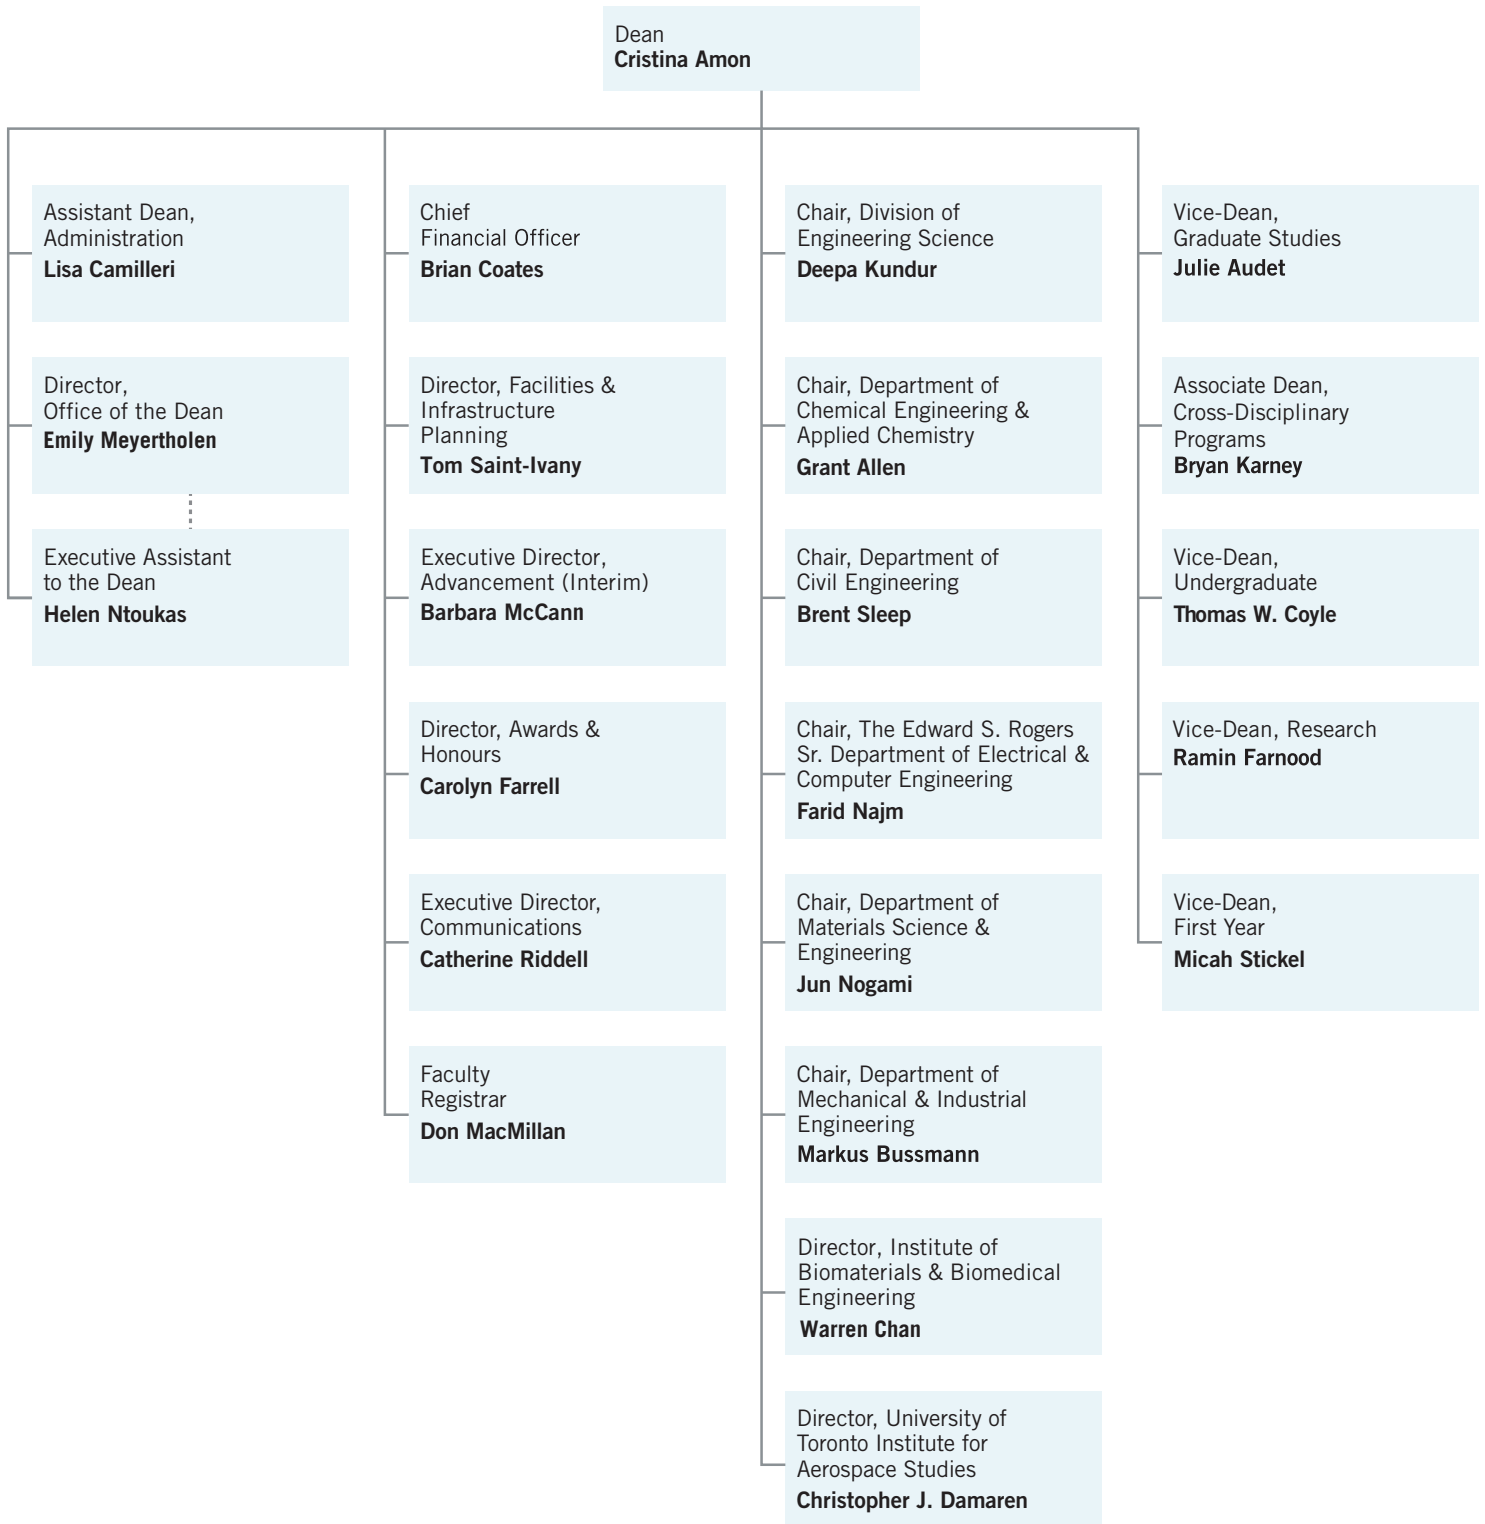 Dean
Cristina Amon
Assistant Dean,
Administration
Lisa Camilleri
Director,
Office of the Dean
Emily Meyertholen
Executive Assistant
to the Dean
Helen Ntoukas
Chief
Financial Officer
Brian Coates
Director, Facilities &
Infrastructure
Planning
Tom Saint-Ivany
Executive Director,
Advancement (Interim)
Barbara McCann
Director, Awards &
Honours
Carolyn Farrell
Executive Director,
Communications
Catherine Riddell
Faculty
Registrar
Don MacMillan
Chair, Division of
Engineering Science
Deepa Kundur
Chair, Department of
Chemical Engineering &
Applied Chemistry
Grant Allen
Chair, Department of
Civil Engineering
Brent Sleep
Chair, The Edward S. Rogers
Sr. Department of Electrical &
Computer Engineering
Farid Najm
Chair, Department of
Materials Science &
Engineering
Jun Nogami
Chair, Department of
Mechanical & Industrial
Engineering
Markus Bussmann
Director, Institute of
Biomaterials & Biomedical
Engineering
Warren Chan
Director, University of
Toronto Institute for
Aerospace Studies
Christopher J. Damaren
Vice-Dean,
Graduate Studies
Julie Audet
Associate Dean,
Cross-Disciplinary
Programs
Bryan Karney
Vice-Dean,
Undergraduate
Thomas W. Coyle
Vice-Dean, Research
Ramin Farnood
Vice-Dean,
First Year
Micah Stickel